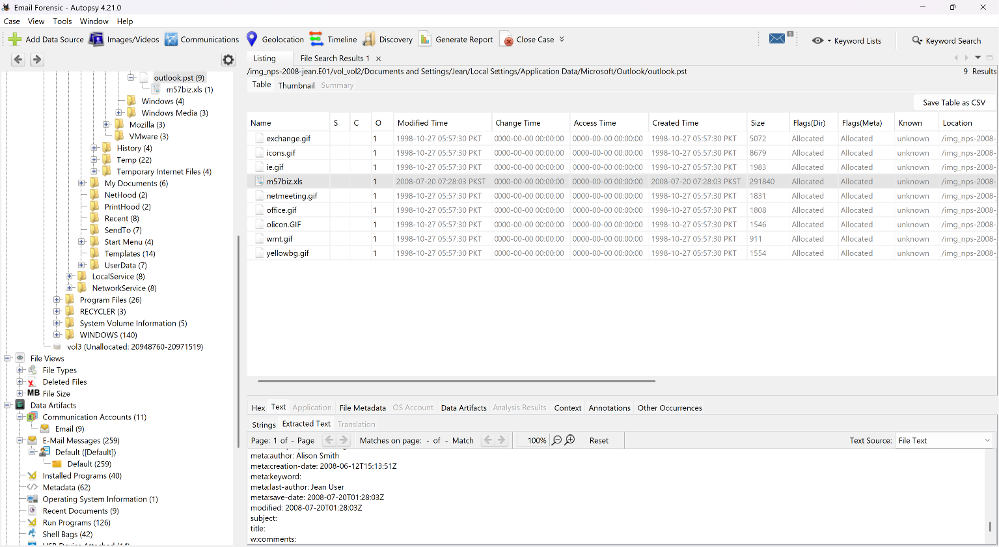 Email Forensic - Autopsy 4.21.0
Case View Tools Window Help
Add Data Source Images/Videos Communications Geolocation Timeline Discovery Generate Report Close Case 9 Keyword Lists Keyword Search
Listing File Search Results 1
/img_nps-2008-jean.E01/vol_vol2/Documents and Settings/Jean/Local Settings/Application Data/Microsoft/Outlook/outlook.pst 9 Results
Table Thumbnail Summary
Save Table as CSV
outlook.pst (9)
m57biz.xls (1)
Windows (4)
Windows Media (3)
Mozilla (3)
VMware (3)
History (4)
Temp (22)
Temporary Internet Files (4)
My Documents (6)
NetHood (2)
PrintHood (2)
Recent (8)
SendTo (7)
Start Menu (4)
Templates (14)
UserData (7)
LocalService (8)
NetworkService (8)
Program Files (26)
RECYCLER (3)
System Volume Information (5)
WINDOWS (140)
vol3 (Unallocated: 20948760-20971519)
File Views
File Types
Deleted Files
MB File Size
Data Artifacts
Communication Accounts (11)
Email (9)
E-Mail Messages (259)
Default ([Default])
Default (259)
Installed Programs (40)
Metadata (62)
Operating System Information (1)
Recent Documents (9)
Run Programs (126)
Shell Bags (42)
Name S C O Modified Time Change Time Access Time Created Time Size Flags(Dir) Flags(Meta) Known Location
exchange.gif 1 1998-10-27 05:57:30 PKT 0000-00-00 00:00:00 0000-00-00 00:00:00 1998-10-27 05:57:30 PKT 5072 Allocated Allocated unknown /img_nps-2008-
icons.gif 1 1998-10-27 05:57:30 PKT 0000-00-00 00:00:00 0000-00-00 00:00:00 1998-10-27 05:57:30 PKT 8679 Allocated Allocated unknown /img_nps-2008-
ie.gif 1 1998-10-27 05:57:30 PKT 0000-00-00 00:00:00 0000-00-00 00:00:00 1998-10-27 05:57:30 PKT 1983 Allocated Allocated unknown /img_nps-2008-
m57biz.xls 1 2008-07-20 07:28:03 PKST 0000-00-00 00:00:00 0000-00-00 00:00:00 2008-07-20 07:28:03 PKST 291840 Allocated Allocated unknown /img_nps-2008-
netmeeting.gif 1 1998-10-27 05:57:30 PKT 0000-00-00 00:00:00 0000-00-00 00:00:00 1998-10-27 05:57:30 PKT 1831 Allocated Allocated unknown /img_nps-2008-
office.gif 1 1998-10-27 05:57:30 PKT 0000-00-00 00:00:00 0000-00-00 00:00:00 1998-10-27 05:57:30 PKT 1808 Allocated Allocated unknown /img_nps-2008-
olicon.GIF 1 1998-10-27 05:57:30 PKT 0000-00-00 00:00:00 0000-00-00 00:00:00 1998-10-27 05:57:30 PKT 1546 Allocated Allocated unknown /img_nps-2008-
wmt.gif 1 1998-10-27 05:57:30 PKT 0000-00-00 00:00:00 0000-00-00 00:00:00 1998-10-27 05:57:30 PKT 911 Allocated Allocated unknown /img_nps-2008-
yellowbg.gif 1 1998-10-27 05:57:30 PKT 0000-00-00 00:00:00 0000-00-00 00:00:00 1998-10-27 05:57:30 PKT 1554 Allocated Allocated unknown /img_nps-2008-
Hex Text Application File Metadata OS Account Data Artifacts Analysis Results Context Annotations Other Occurrences
Strings Extracted Text Translation
Page: 1 of - Page Matches on page: - of - Match 100% Reset Text Source: File Text
meta:author: Alison Smith
meta:creation-date: 2008-06-12T15:13:51Z
meta:keyword:
meta:last-author: Jean User
meta:save-date: 2008-07-20T01:28:03Z
modified: 2008-07-20T01:28:03Z
subject:
title:
w:comments: